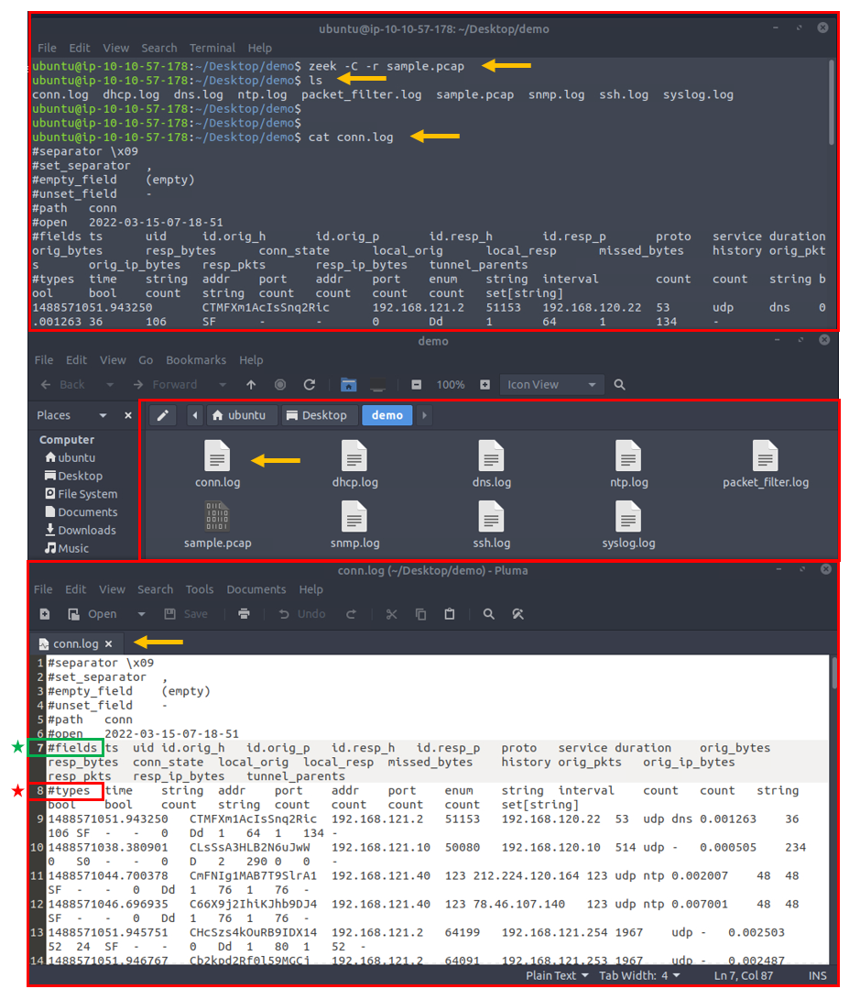 ubuntu@ip-10-10-57-178: ~/Desktop/demo
File Edit View Search Terminal Help
ubuntu@ip-10-10-57-178:~/Desktop/demo$ zeek -C -r sample.pcap
ubuntu@ip-10-10-57-178:~/Desktop/demo$ ls
conn.log dhcp.log dns.log ntp.log packet_filter.log sample.pcap snmp.log ssh.log syslog.log
ubuntu@ip-10-10-57-178:~/Desktop/demo$
ubuntu@ip-10-10-57-178:~/Desktop/demo$
ubuntu@ip-10-10-57-178:~/Desktop/demo$ cat conn.log
#separator \x09
#set_separator ,
#empty_field (empty)
#unset_field -
#path conn
#open 2022-03-15-07-18-51
#fields ts uid id.orig_h id.orig_p id.resp_h id.resp_p proto service duration
orig_bytes resp_bytes conn_state local_orig local_resp missed_bytes history orig_pkt
s orig_ip_bytes resp_pkts resp_ip_bytes tunnel_parents
#types time string addr port addr port enum string interval count count string b
ool bool count string count count count count set[string]
1488571051.943250 CTMFXm1AcIsSnq2Ric 192.168.121.2 51153 192.168.120.22 53 udp dns 0
.001263 36 106 SF - - 0 Dd 1 64 1 134 -
demo
File Edit View Go Bookmarks Help
Back Forward 100% Icon View
Places ubuntu Desktop demo
Computer
ubuntu
Desktop
File System
Documents
Downloads
Music
conn.log dhcp.log dns.log ntp.log packet_filter.log
sample.pcap snmp.log ssh.log syslog.log
conn.log (~/Desktop/demo) - Pluma
File Edit View Search Tools Documents Help
Open Save Undo
conn.log
1 #separator \x09
2 #set_separator ,
3 #empty_field (empty)
4 #unset_field -
5 #path conn
6 #open 2022-03-15-07-18-51
7 #fields ts uid id.orig_h id.orig_p id.resp_h id.resp_p proto service duration orig_bytes
resp_bytes conn_state local_orig local_resp missed_bytes history orig_pkts orig_ip_bytes
resp_pkts resp_ip_bytes tunnel_parents
8 #types time string addr port addr port enum string interval count count string
bool bool count string count count count count set[string]
9 1488571051.943250 CTMFXm1AcIsSnq2Ric 192.168.121.2 51153 192.168.120.22 53 udp dns 0.001263 36
106 SF - - 0 Dd 1 64 1 134 -
10 1488571038.380901 CLsSsA3HLB2N6uJwW 192.168.121.10 50080 192.168.120.10 514 udp - 0.000505 234
0 S0 - - 0 D 2 290 0 0 -
11 1488571044.700378 CmFNIg1MAB7T9SlrA1 192.168.121.40 123 212.224.120.164 123 udp ntp 0.002007 48 48
SF - - 0 Dd 1 76 1 76 -
12 1488571046.696935 C66X9j2IhiKJhb9DJ4 192.168.121.40 123 78.46.107.140 123 udp ntp 0.007001 48 48
SF - - 0 Dd 1 76 1 76 -
13 1488571051.945751 CHcSzs4kOuRB9IDX14 192.168.121.2 64199 192.168.121.254 1967 udp - 0.002503
52 24 SF - - 0 Dd 1 80 1 52 -
14 1488571051.946767 Cb2kpd2Rf0l59MGCj 192.168.121.2 64091 192.168.121.253 1967 udp - 0.002487
Plain Text Tab Width: 4 Ln 7, Col 87 INS